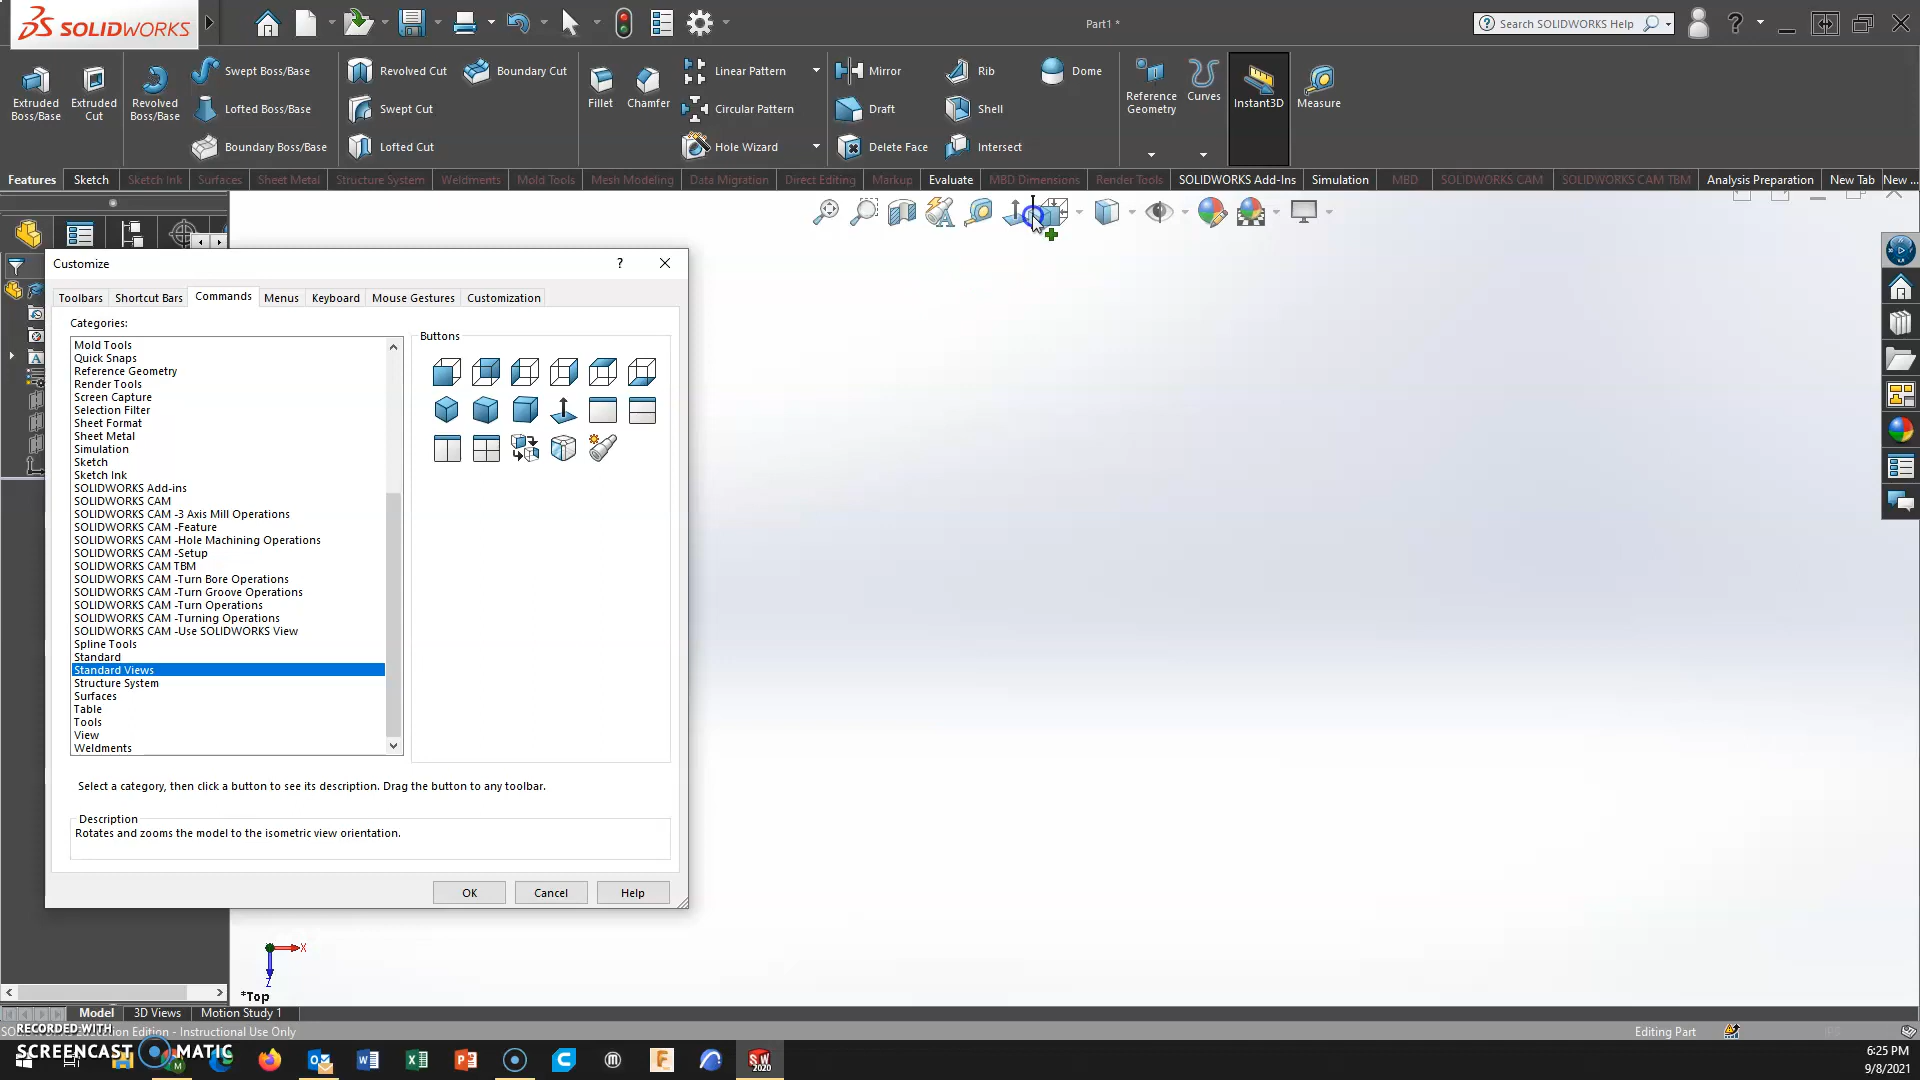 SOLIDWORKS
Part1 *
Search SOLIDWORKS Help
Extruded Boss/Base
Extruded Cut
Revolved Boss/Base
Swept Boss/Base
Lofted Boss/Base
Boundary Boss/Base
Revolved Cut
Swept Cut
Lofted Cut
Boundary Cut
Fillet
Chamfer
Linear Pattern
Circular Pattern
Hole Wizard
Mirror
Draft
Delete Face
Rib
Shell
Intersect
Dome
Reference Geometry
Curves
Instant3D
Measure
Features
Sketch
Sketch Ink
Surfaces
Sheet Metal
Structure System
Weldments
Mold Tools
Mesh Modeling
Data Migration
Direct Editing
Markup
Evaluate
MBD Dimensions
Render Tools
SOLIDWORKS Add-Ins
Simulation
MBD
SOLIDWORKS CAM
SOLIDWORKS CAM TBM
Analysis Preparation
New Tab
New ...
Customize
?
Toolbars
Shortcut Bars
Commands
Menus
Keyboard
Mouse Gestures
Customization
Categories:
Buttons
Mold Tools
Quick Snaps
Reference Geometry
Render Tools
Screen Capture
Selection Filter
Sheet Format
Sheet Metal
Simulation
Sketch
Sketch Ink
SOLIDWORKS Add-ins
SOLIDWORKS CAM
SOLIDWORKS CAM -3 Axis Mill Operations
SOLIDWORKS CAM -Feature
SOLIDWORKS CAM -Hole Machining Operations
SOLIDWORKS CAM -Setup
SOLIDWORKS CAM TBM
SOLIDWORKS CAM -Turn Bore Operations
SOLIDWORKS CAM -Turn Groove Operations
SOLIDWORKS CAM -Turn Operations
SOLIDWORKS CAM -Turning Operations
SOLIDWORKS CAM -Use SOLIDWORKS View
Spline Tools
Standard
Standard Views
Structure System
Surfaces
Table
Tools
View
Weldments
Select a category, then click a button to see its description. Drag the button to any toolbar.
Description
Rotates and zooms the model to the isometric view orientation.
OK
Cancel
Help
X
Z
*Top
Model
3D Views
Motion Study 1
Education Edition - Instructional Use Only
Editing Part
IPS
RECORDED WITH
SCREENCAST MATIC
6:25 PM
9/8/2021